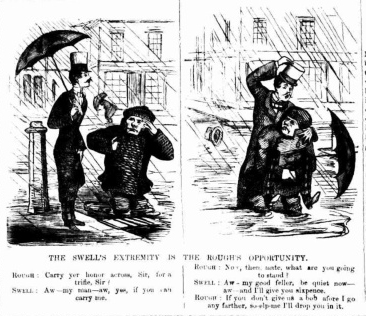 THE SWELL'S EXTREMITY IS THE ROUGH'S OPPORTUNITY.
ROUGH : Carry yer honor across, Sir, for a
trifle, Sir ?
SWELL : Aw—my man—aw, yes, if you can
carry me.
ROUGH : Now, then, mate, what are you going
to stand ?
SWELL : Aw - my good feller, be quiet now—
aw—and I'll give you sixpence.
ROUGH : If you don't give us a bob afore I go
any farther, so-elp-me I'll drop you in it.